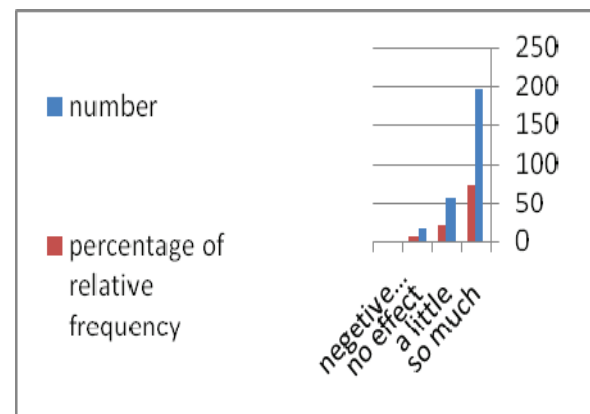 number
percentage of
relative
frequency
250
200
150
100
50
0
negetive...
no effect
a little
so much